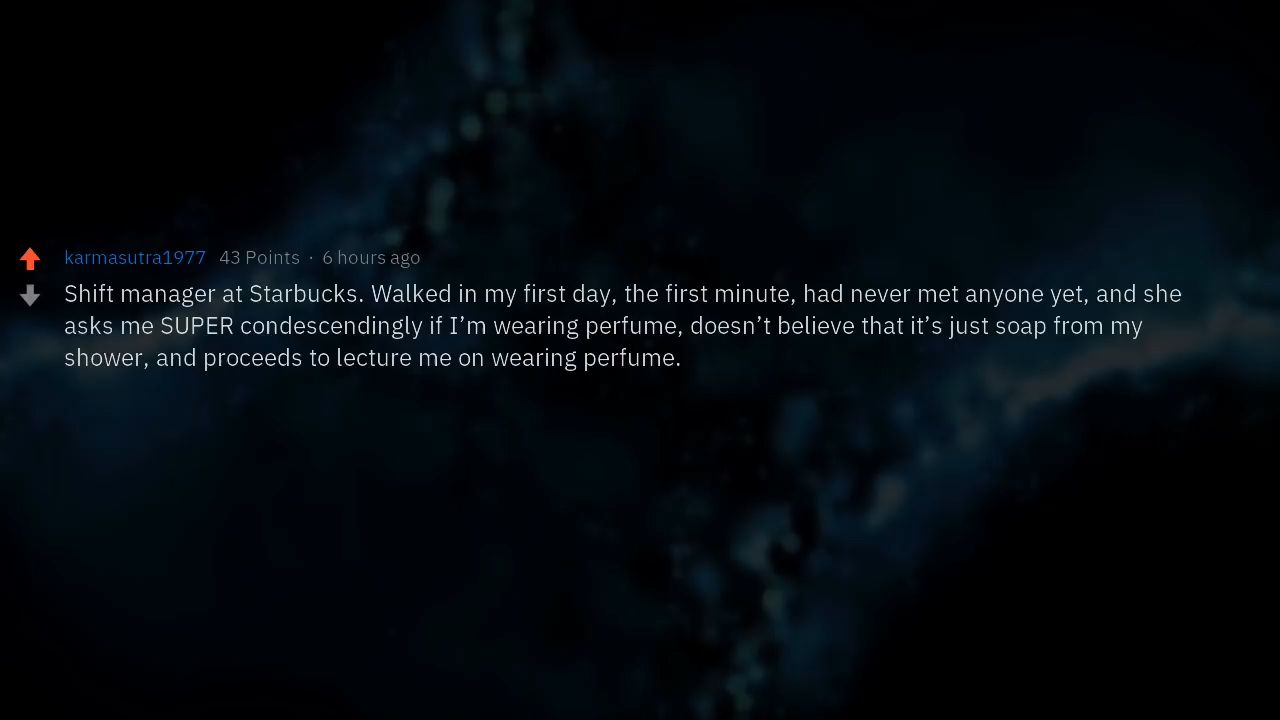 karmasutra1977 43 Points · 6 hours ago
Shift manager at Starbucks. Walked in my first day, the first minute, had never met anyone yet, and she
asks me SUPER condescendingly if I’m wearing perfume, doesn’t believe that it’s just soap from my
shower, and proceeds to lecture me on wearing perfume.